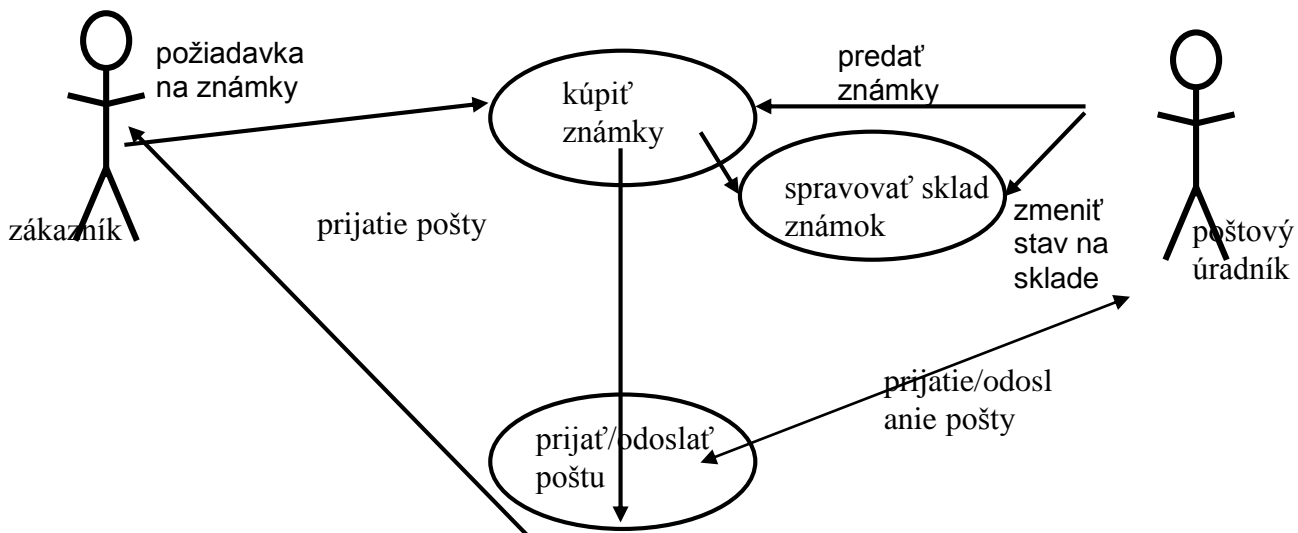 požiadavka
na známky
kúpiť
známky
predať
známky
spravovať sklad
známok
zmeniť
stav na
sklade
zákazník
prijatie pošty
poštový
úradník
prijatie/odosl
anie pošty
prijať/odoslať
poštu